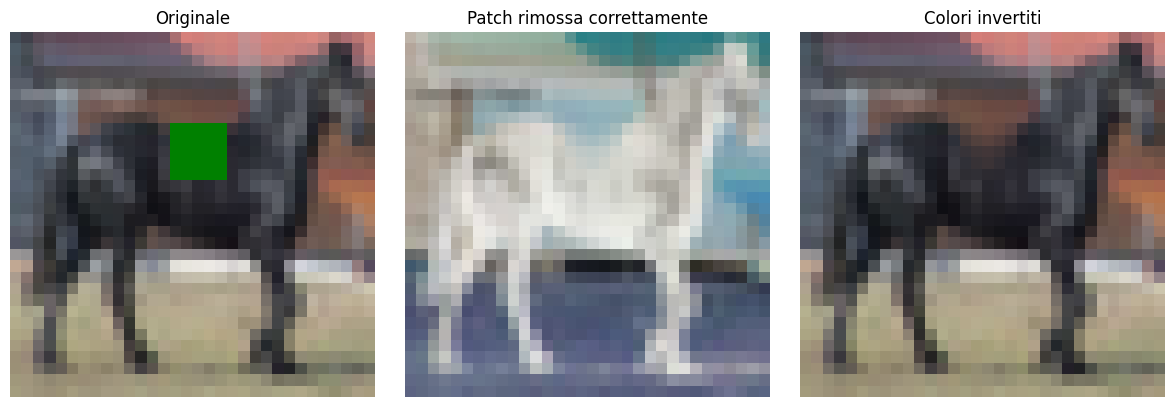 Originale
Patch rimossa correttamente
Colori invertiti